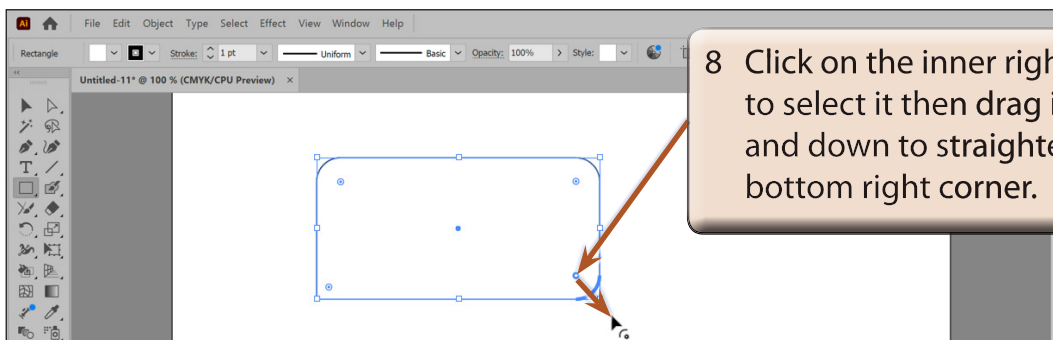 Ai File Edit Object Type Select Effect View Window Help
Rectangle Stroke: 1 pt Uniform Basic Opacity: 100% Style:
Untitled-11* @ 100 % (CMYK/CPU Preview) ×
8 Click on the inner righ
to select it then drag i
and down to straighte
bottom right corner.